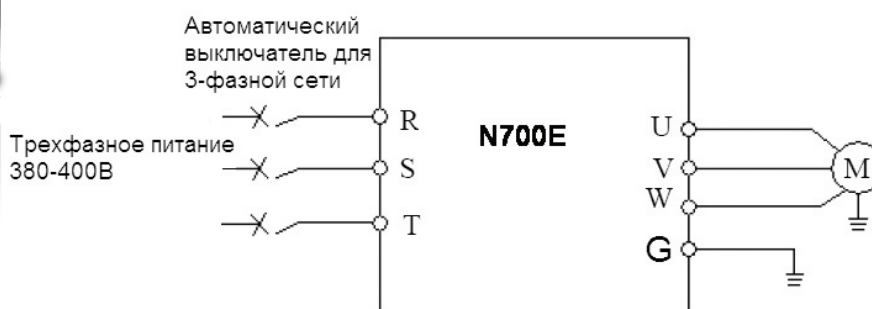 Автоматический
выключатель для
3-фазной сети
Трехфазное питание
380-400В
R
S
T
N700E
U
V
W
G
M